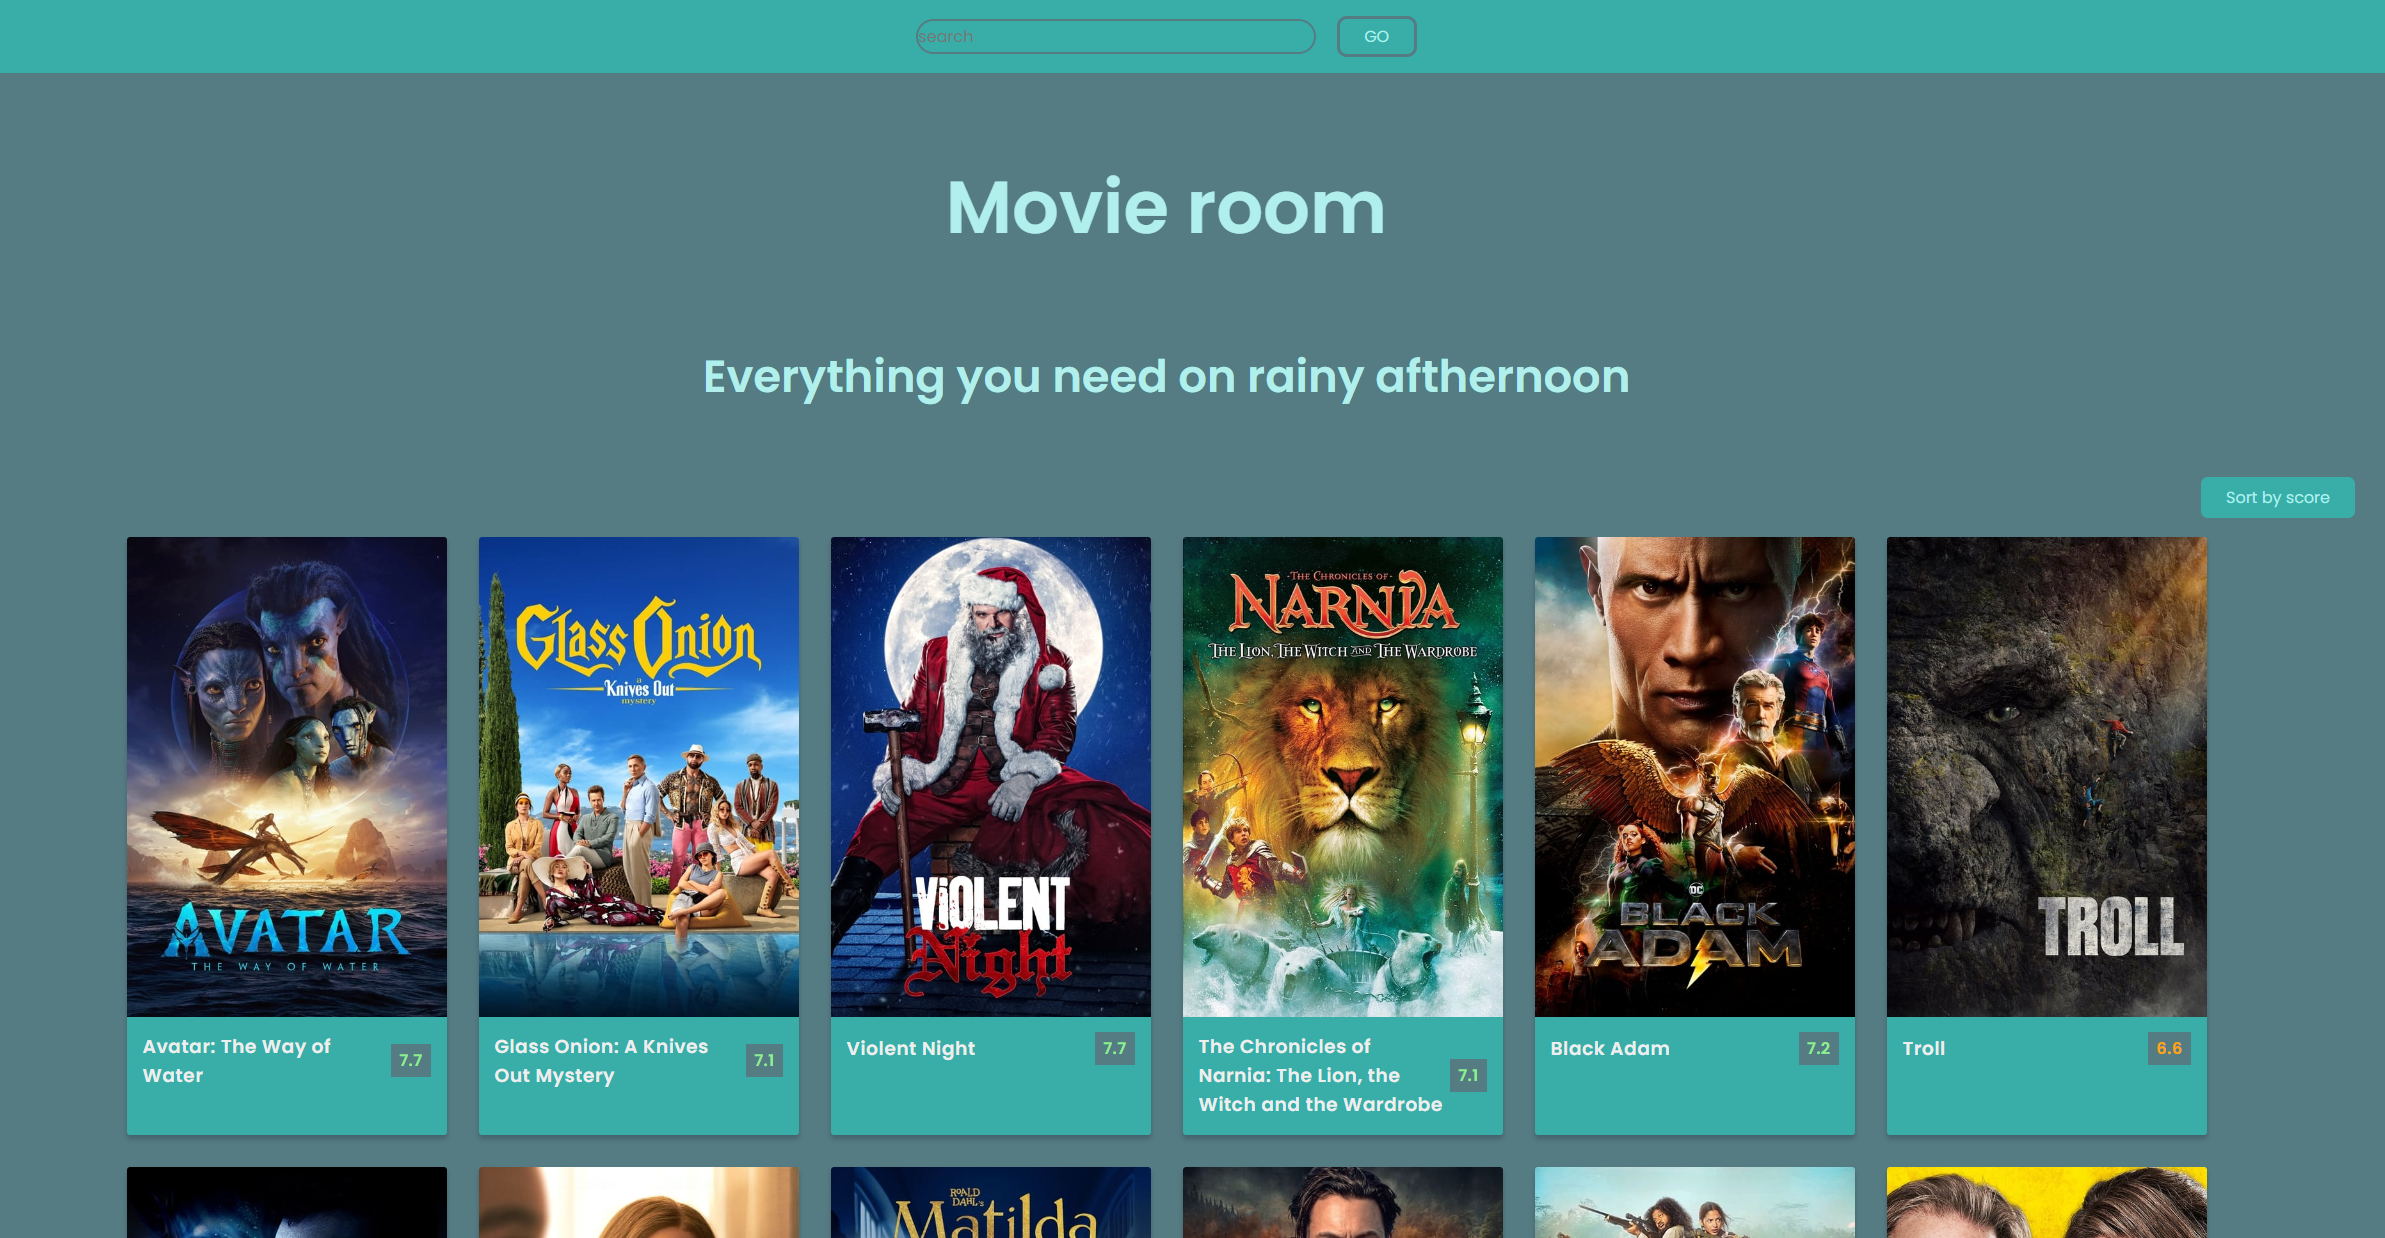 search
GO
Movie room
Everything you need on rainy afthernoon
Sort by score
AVATAR
THE WAY OF WATER
Glass Onion
a
Knives Out
mystery
VIOLENT
Night
THE CHRONICLES OF
NARNIA
THE LION, THE WITCH AND THE WARDROBE
DC
BLACK
ADAM
TROLL
Avatar: The Way of
Water
7.7
Glass Onion: A Knives
Out Mystery
7.1
Violent Night
7.7
The Chronicles of
Narnia: The Lion, the
Witch and the Wardrobe
7.1
Black Adam
7.2
Troll
6.6
ROALD
DAHL's
Matilda